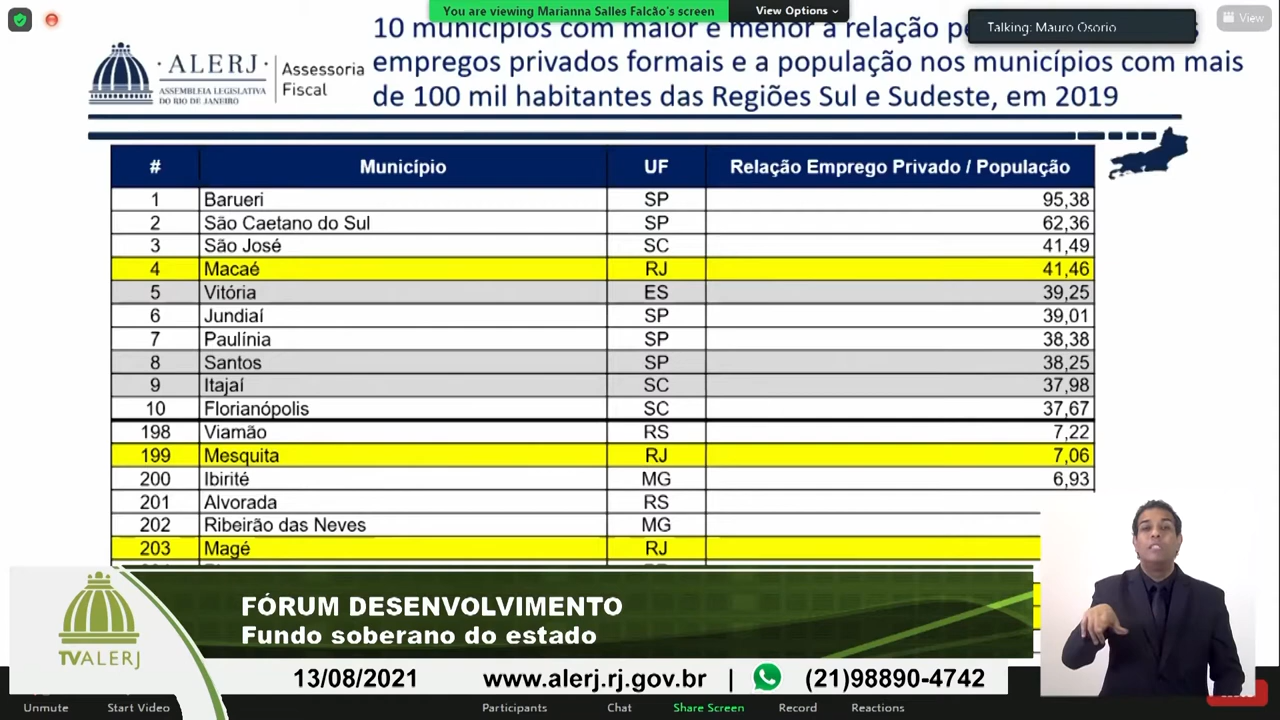 You are viewing Marianna Salles Falcão's screen
View Options
Talking: Mauro Osorio
View
10 municípios com maior e menor a relação
empregos privados formais e a população nos municípios com mais
de 100 mil habitantes das Regiões Sul e Sudeste, em 2019
·ALERJ·
ASSEMBLEIA LEGISLATIVA
DO RIO DE JANEIRO
Assessoria
Fiscal
# Município UF Relação Emprego Privado / População
1 Barueri SP 95,38
2 São Caetano do Sul SP 62,36
3 São José SC 41,49
4 Macaé RJ 41,46
5 Vitória ES 39,25
6 Jundiaí SP 39,01
7 Paulínia SP 38,38
8 Santos SP 38,25
9 Itajaí SC 37,98
10 Florianópolis SC 37,67
198 Viamão RS 7,22
199 Mesquita RJ 7,06
200 Ibirité MG 6,93
201 Alvorada RS
202 Ribeirão das Neves MG
203 Magé RJ
TVALERJ
FÓRUM DESENVOLVIMENTO
Fundo soberano do estado
13/08/2021 www.alerj.rj.gov.br | (21)98890-4742
Unmute Start Video Participants Chat Share Screen Record Reactions